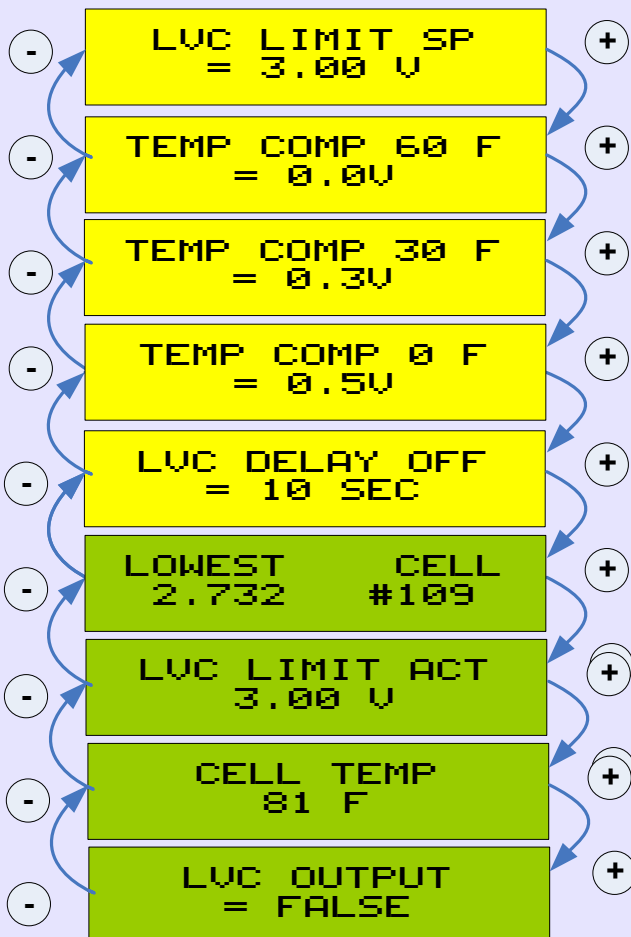 LVC LIMIT SP
= 3.00 V
- +
TEMP COMP 60 F
= 0.0V
- +
TEMP COMP 30 F
= 0.3V
- +
TEMP COMP 0 F
= 0.5V
- +
LVC DELAY OFF
= 10 SEC
- +
LOWEST CELL
2.732 #109
- +
LVC LIMIT ACT
3.00 V
- +
CELL TEMP
81 F
- +
LVC OUTPUT
= FALSE
- +